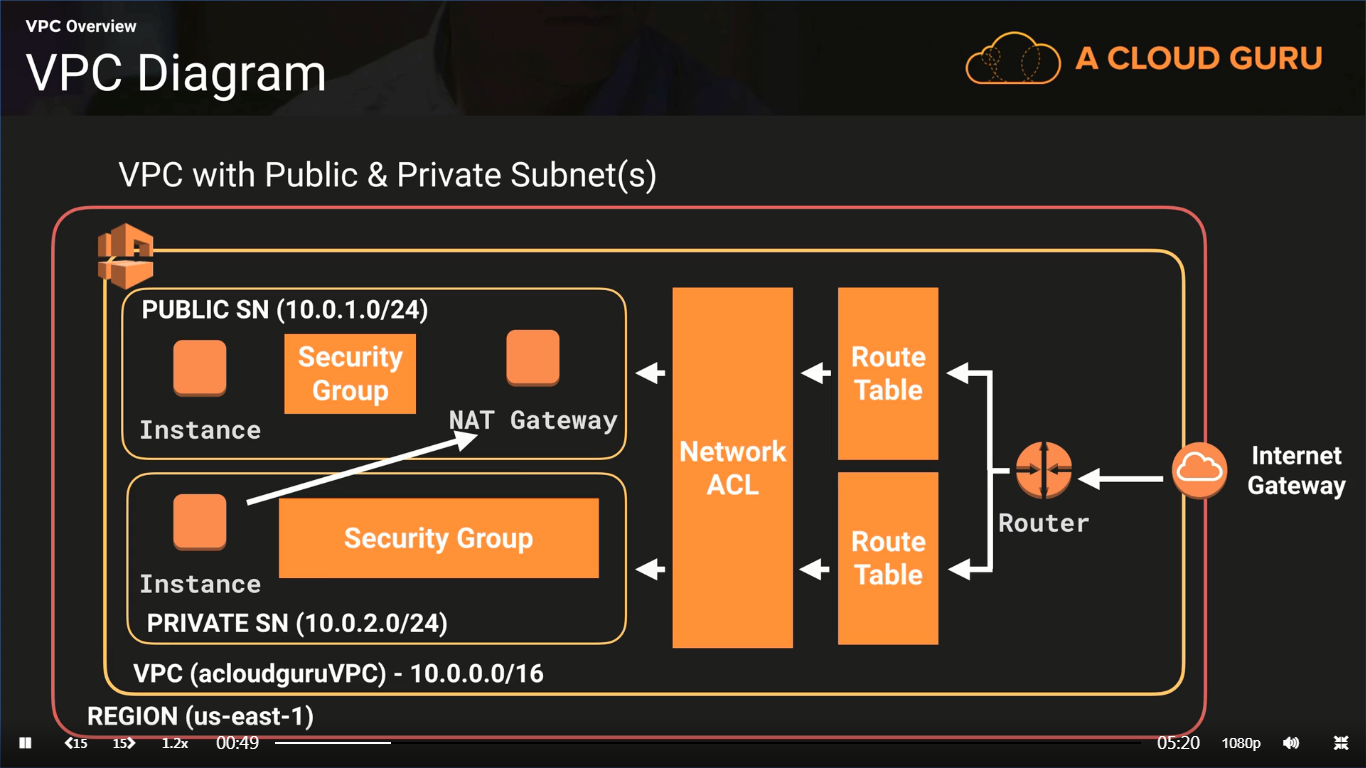 VPC Overview
VPC Diagram
A CLOUD GURU
VPC with Public & Private Subnet(s)
PUBLIC SN (10.0.1.0/24)
Security
Group
Instance
NAT Gateway
Instance
Security Group
PRIVATE SN (10.0.2.0/24)
Network
ACL
Route
Table
Route
Table
Router
Internet
Gateway
VPC (acloudguruVPC) - 10.0.0.0/16
REGION (us-east-1)
15
15
1.2x
00:49
05:20
1080p